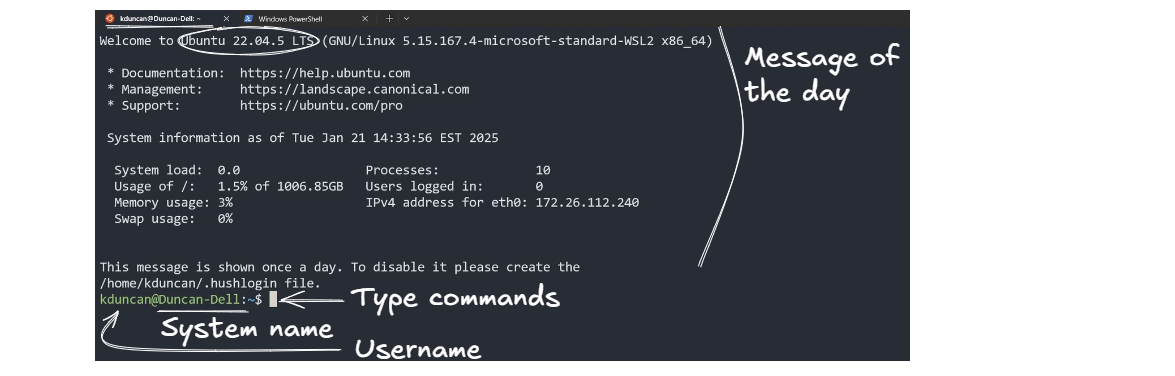 kduncan@Duncan-Dell: ~ × Windows PowerShell × +
Welcome to Ubuntu 22.04.5 LTS (GNU/Linux 5.15.167.4-microsoft-standard-WSL2 x86_64)
Message of
the day
* Documentation: https://help.ubuntu.com
* Management: https://landscape.canonical.com
* Support: https://ubuntu.com/pro
System information as of Tue Jan 21 14:33:56 EST 2025
System load: 0.0 Processes: 10
Usage of /: 1.5% of 1006.85GB Users logged in: 0
Memory usage: 3% IPv4 address for eth0: 172.26.112.240
Swap usage: 0%
This message is shown once a day. To disable it please create the
/home/kduncan/.hushlogin file.
kduncan@Duncan-Dell:~$
Type commands
System name
Username